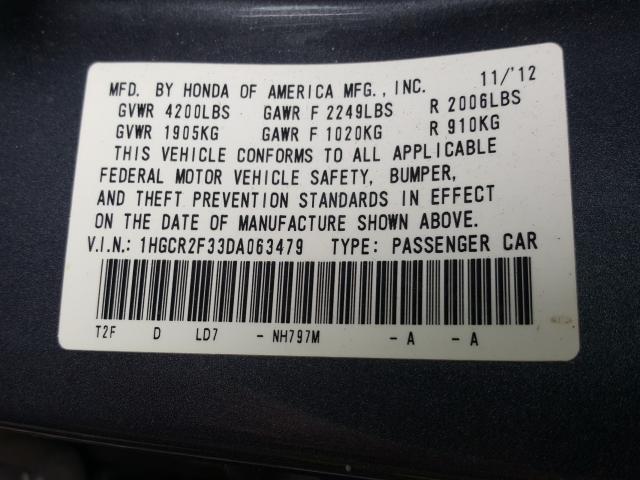 MFD. BY HONDA OF AMERICA MFG., INC. 11/'12
GVWR 4200LBS GAWR F 2249LBS R 2006LBS
GVWR 1905KG GAWR F 1020KG R 910KG
THIS VEHICLE CONFORMS TO ALL APPLICABLE
FEDERAL MOTOR VEHICLE SAFETY, BUMPER,
AND THEFT PREVENTION STANDARDS IN EFFECT
ON THE DATE OF MANUFACTURE SHOWN ABOVE.
V.I.N.: 1HGCR2F33DA063479 TYPE: PASSENGER CAR
T2F D LD7 - NH797M - A - A